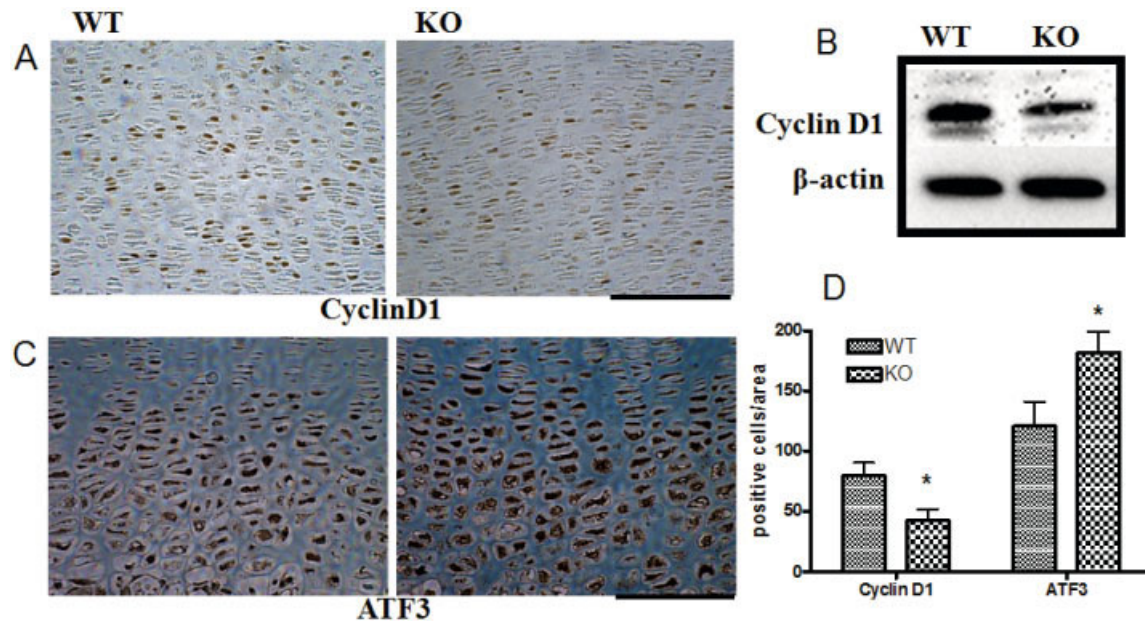 WT KO
A
CyclinD1
B
WT KO
Cyclin D1
β-actin
C
ATF3
D
positive cells/area
200
150
100
50
0
WT
KO
*
*
Cyclin D1 ATF3